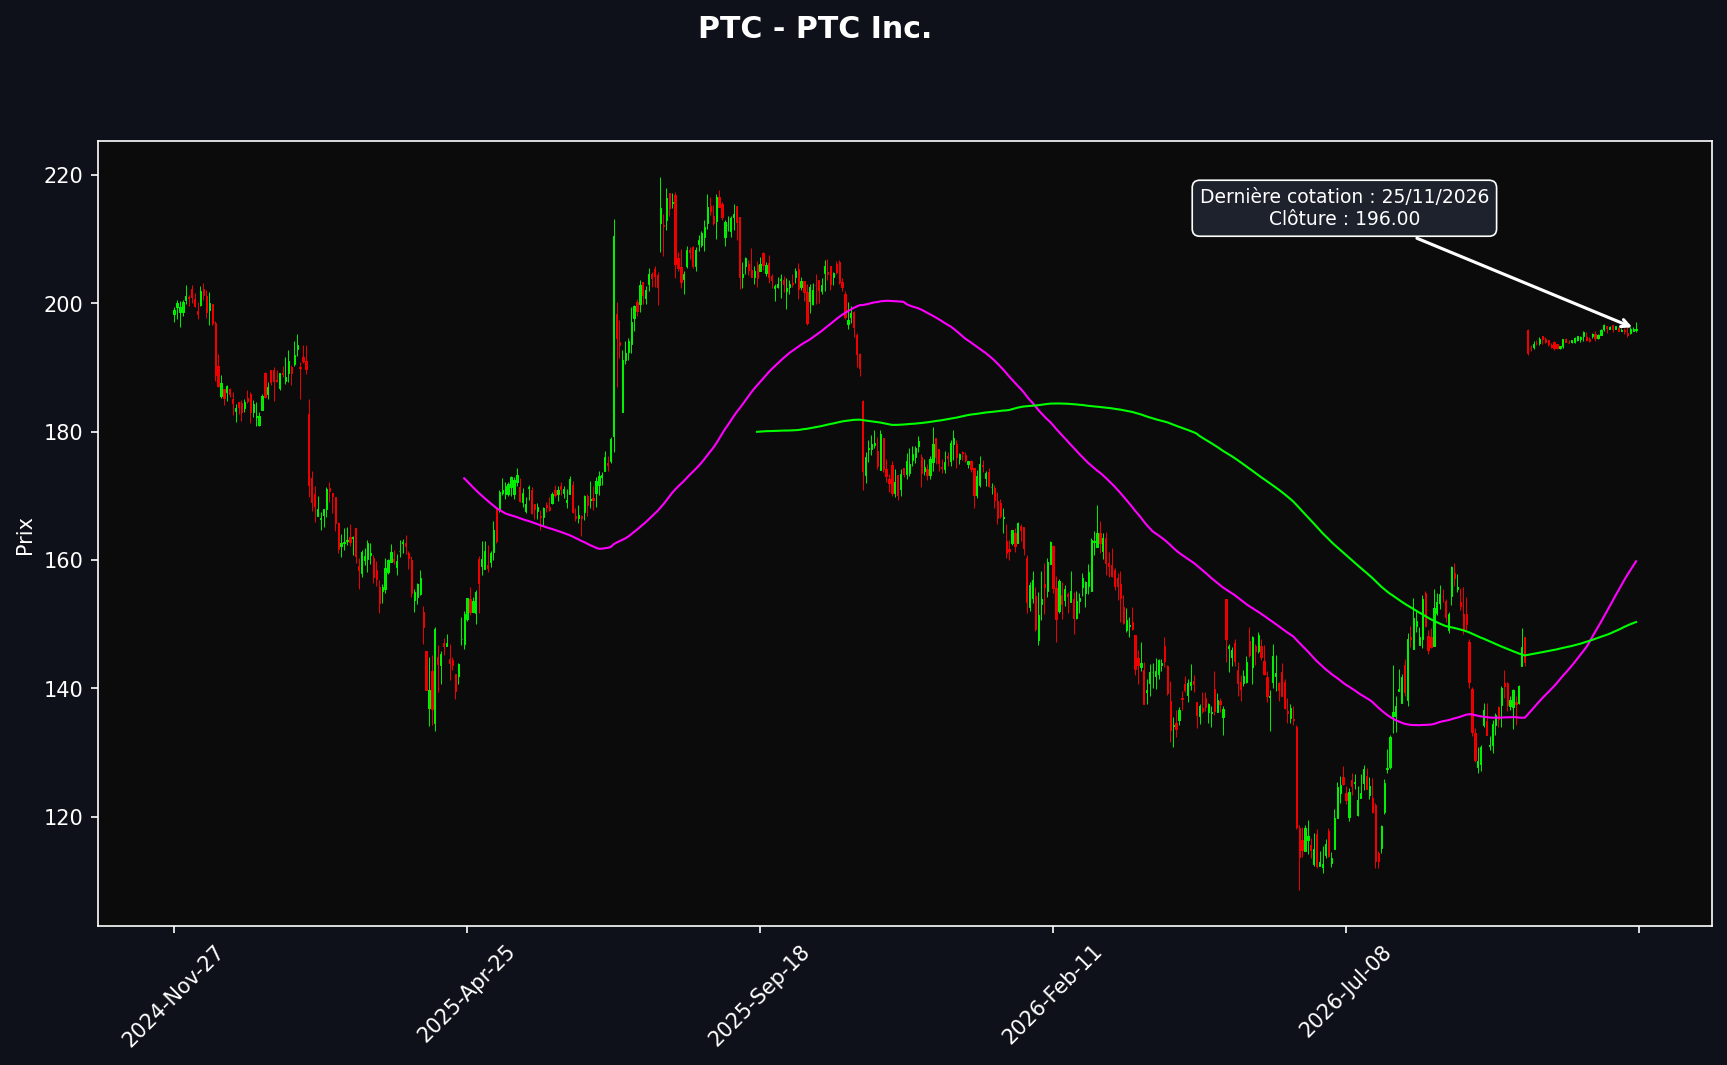 PTC - PTC Inc.
Dernière cotation : 25/11/2026
Clôture : 196.00
Prix
220
200
180
160
140
120
2024-Nov-27
2025-Apr-25
2025-Sep-18
2026-Feb-11
2026-Jul-08